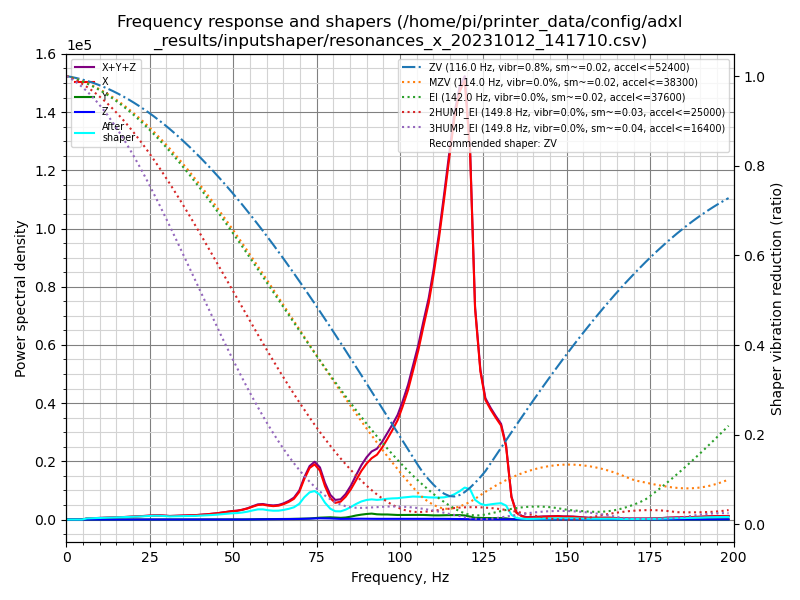 Frequency response and shapers (/home/pi/printer_data/config/adxl
_results/inputshaper/resonances_x_20231012_141710.csv)
1e5
X+Y+Z
X
Y
Z
After
shaper
ZV (116.0 Hz, vibr=0.8%, sm~=0.02, accel<=52400)
MZV (114.0 Hz, vibr=0.0%, sm~=0.02, accel<=38300)
EI (142.0 Hz, vibr=0.0%, sm~=0.02, accel<=37600)
2HUMP_EI (149.8 Hz, vibr=0.0%, sm~=0.03, accel<=25000)
3HUMP_EI (149.8 Hz, vibr=0.0%, sm~=0.04, accel<=16400)
Recommended shaper: ZV
Power spectral density
1.6
1.4
1.2
1.0
0.8
0.6
0.4
0.2
0.0
1.0
0.8
0.6
0.4
0.2
0.0
Shaper vibration reduction (ratio)
0 25 50 75 100 125 150 175 200
Frequency, Hz